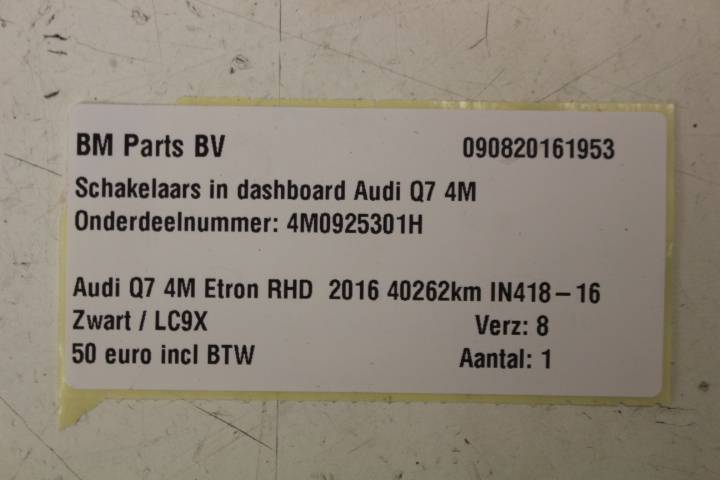 BM Parts BV 090820161953
Schakelaars in dashboard Audi Q7 4M
Onderdeelnummer: 4M0925301H
Audi Q7 4M Etron RHD 2016 40262km IN418-16
Zwart / LC9X Verz: 8
50 euro incl BTW Aantal: 1